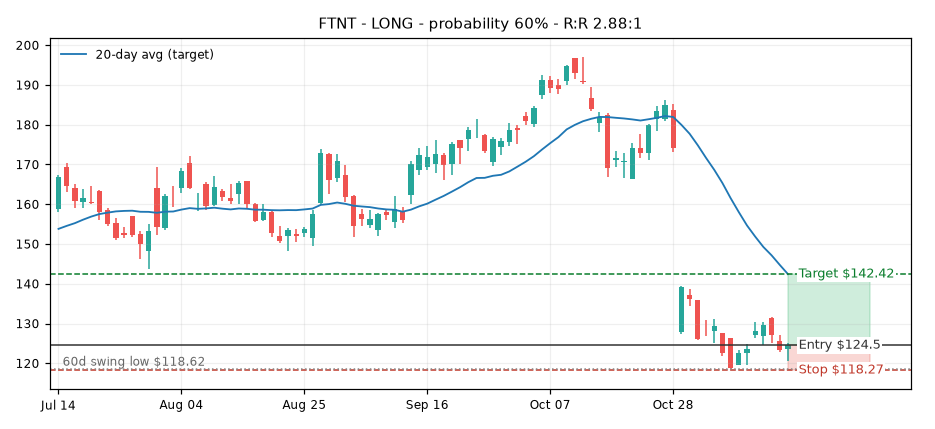 FTNT - LONG - probability 60% - R:R 2.88:1
20-day avg (target)
200
190
180
170
160
150
140
130
120
Target $142.42
Entry $124.5
60d swing low $118.62
Stop $118.27
Jul 14
Aug 04
Aug 25
Sep 16
Oct 07
Oct 28